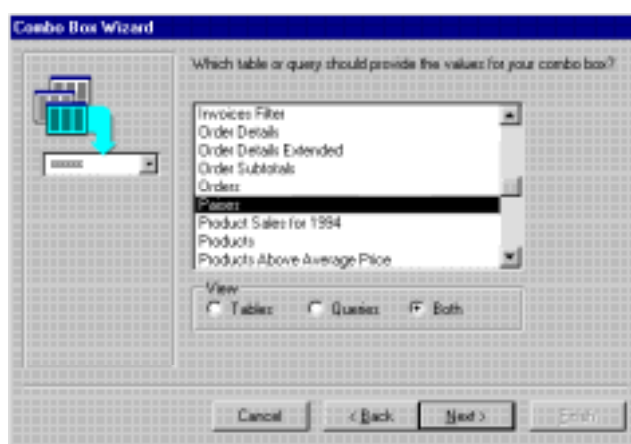 Combo Box Wizard
Which table or query should provide the values for your combo box?
Invoices Filter
Order Details
Order Details Extended
Order Subtotals
Orders
Paises
Product Sales for 1994
Products
Products Above Average Price
View
Tables Queries Both
Cancel < Back Next > Finish